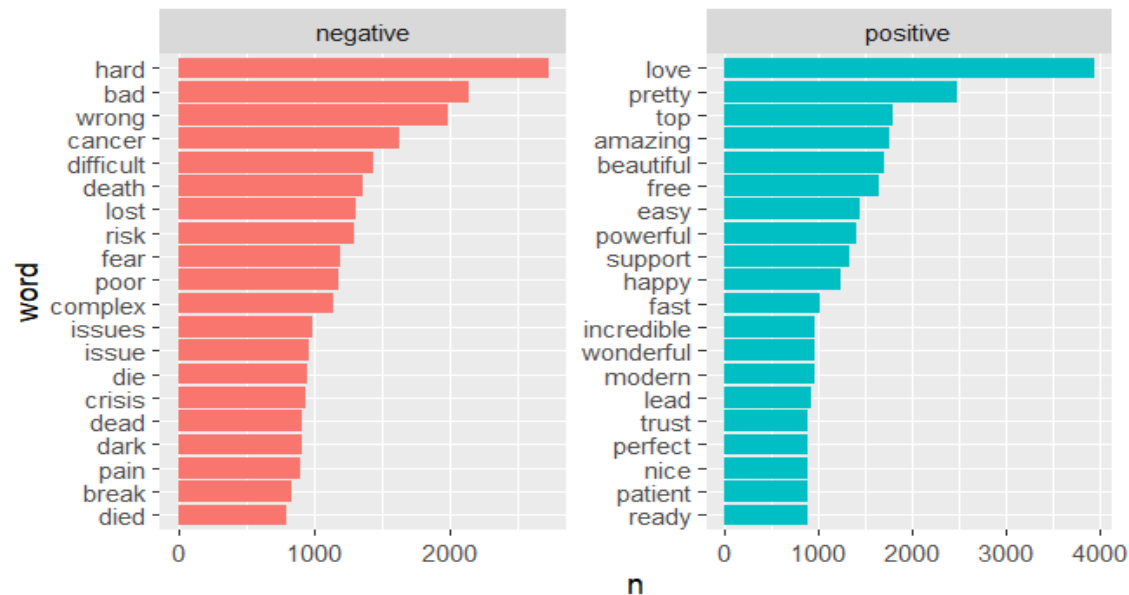 negative
positive
word
hard
bad
wrong
cancer
difficult
death
lost
risk
fear
poor
complex
issues
issue
die
crisis
dead
dark
pain
break
died
0 1000 2000
love
pretty
top
amazing
beautiful
free
easy
powerful
support
happy
fast
incredible
wonderful
modern
lead
trust
perfect
nice
patient
ready
0 1000 2000 3000 4000
n